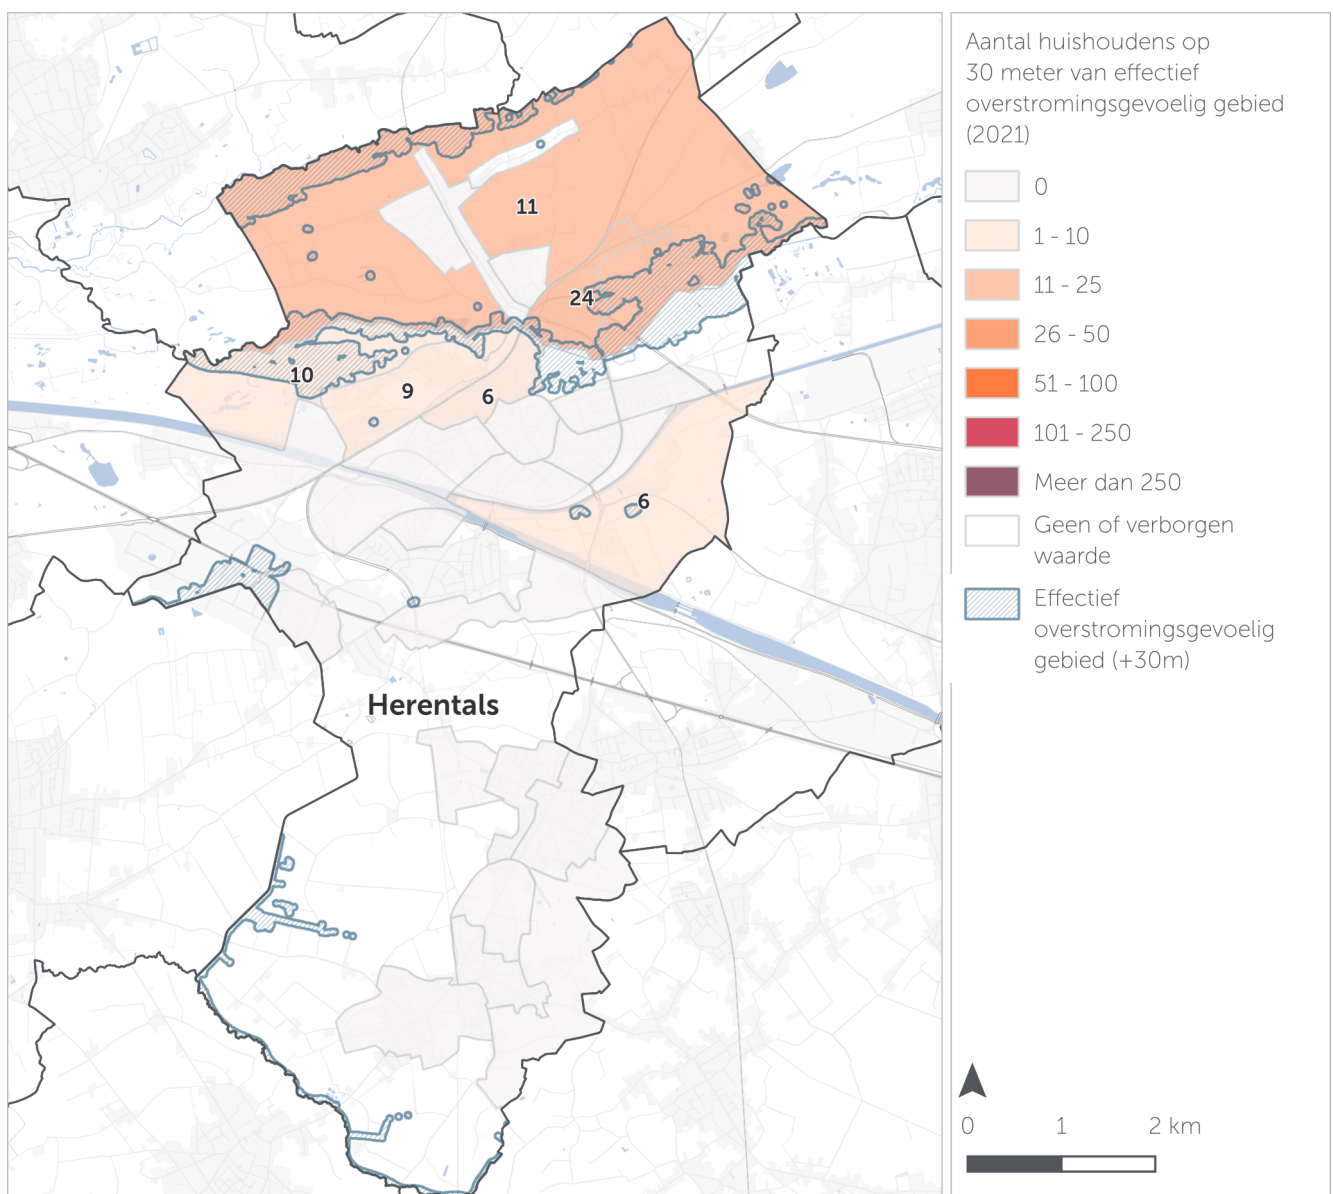 11
24
10
9
6
6
Herentals
Aantal huishoudens op
30 meter van effectief
overstromingsgevoelig gebied
(2021)
0
1 - 10
11 - 25
26 - 50
51 - 100
101 - 250
Meer dan 250
Geen of verborgen
waarde
Effectief
overstromingsgevoelig
gebied (+30m)
0 1 2 km